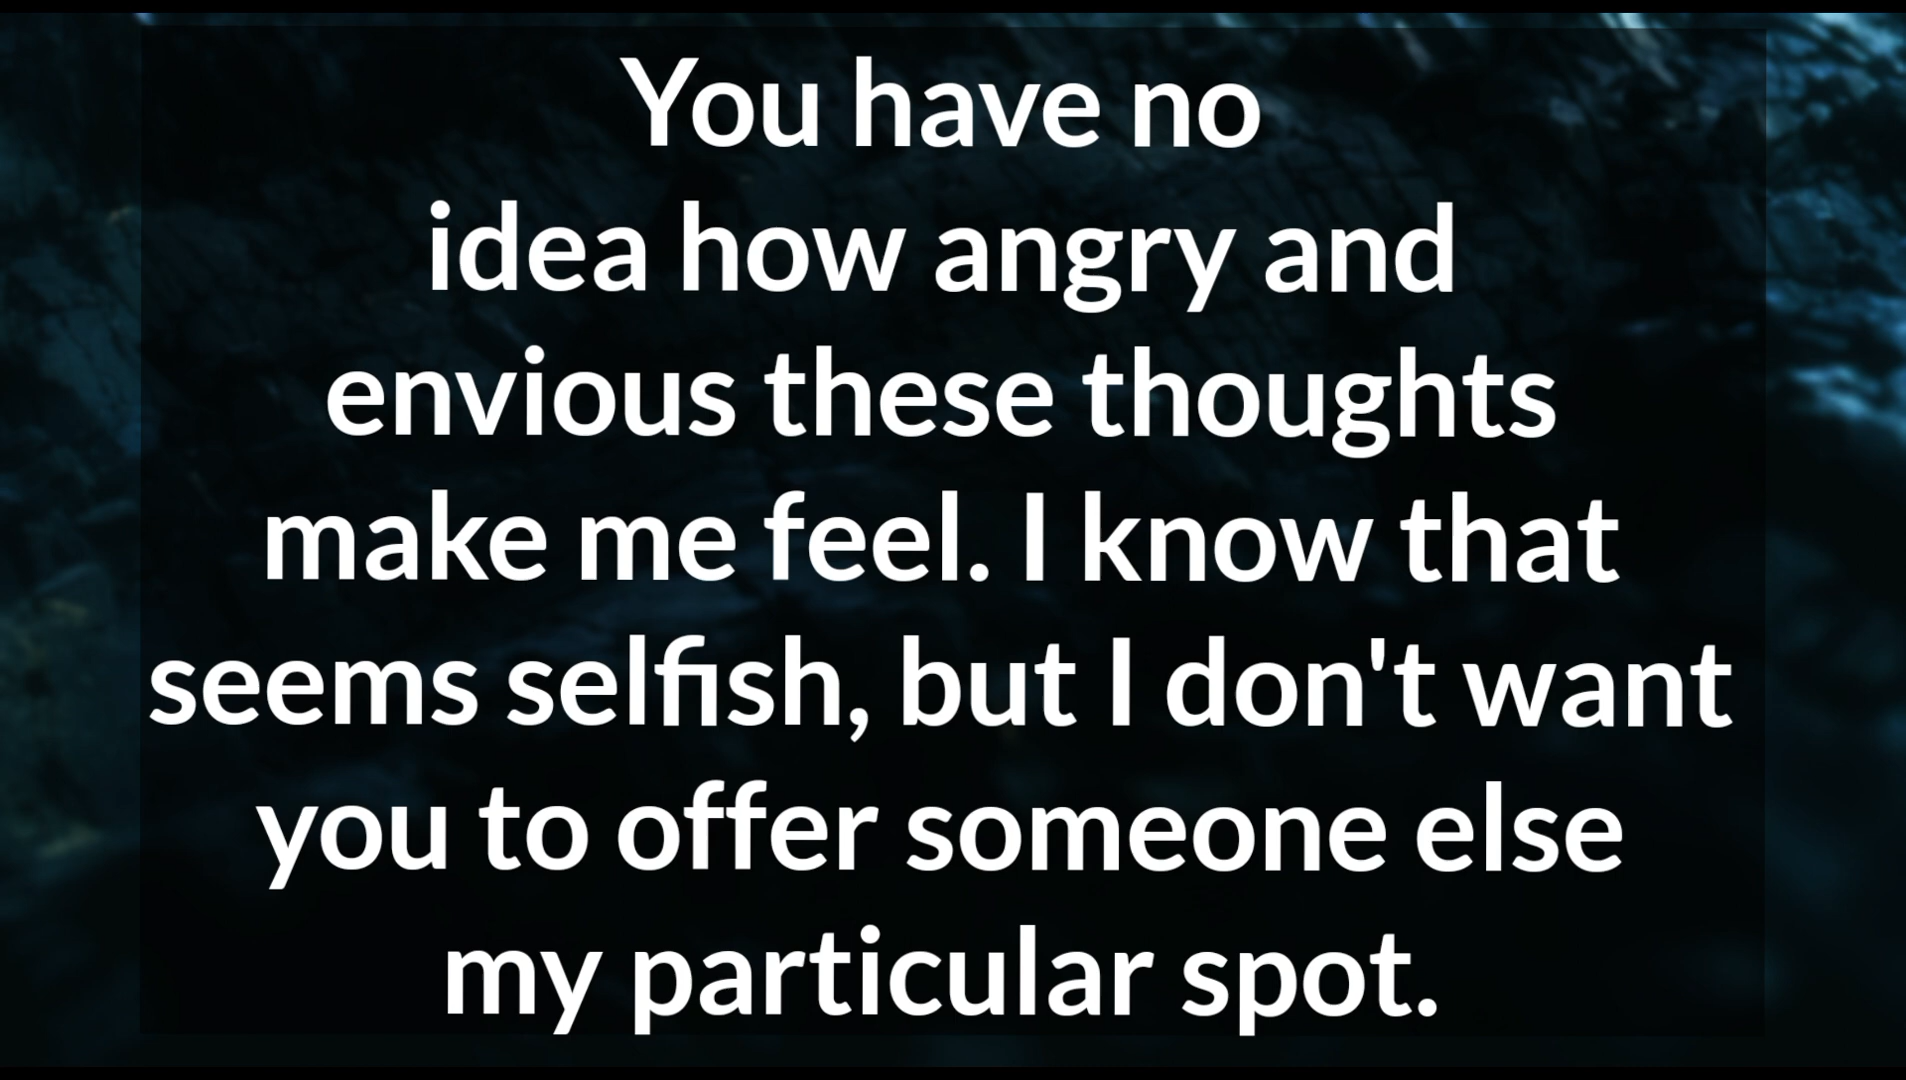 You have no
idea how angry and
envious these thoughts
make me feel. I know that
seems selfish, but I don't want
you to offer someone else
my particular spot.